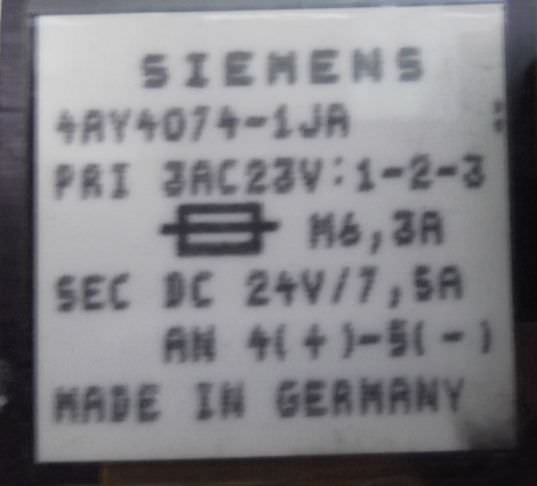 SIEMENS
4AY4074-1JA :
PRI 3AC23V:1-2-3
M6,3A
SEC DC 24V/7,5A
AN 4(+)-5(-)
MADE IN GERMANY